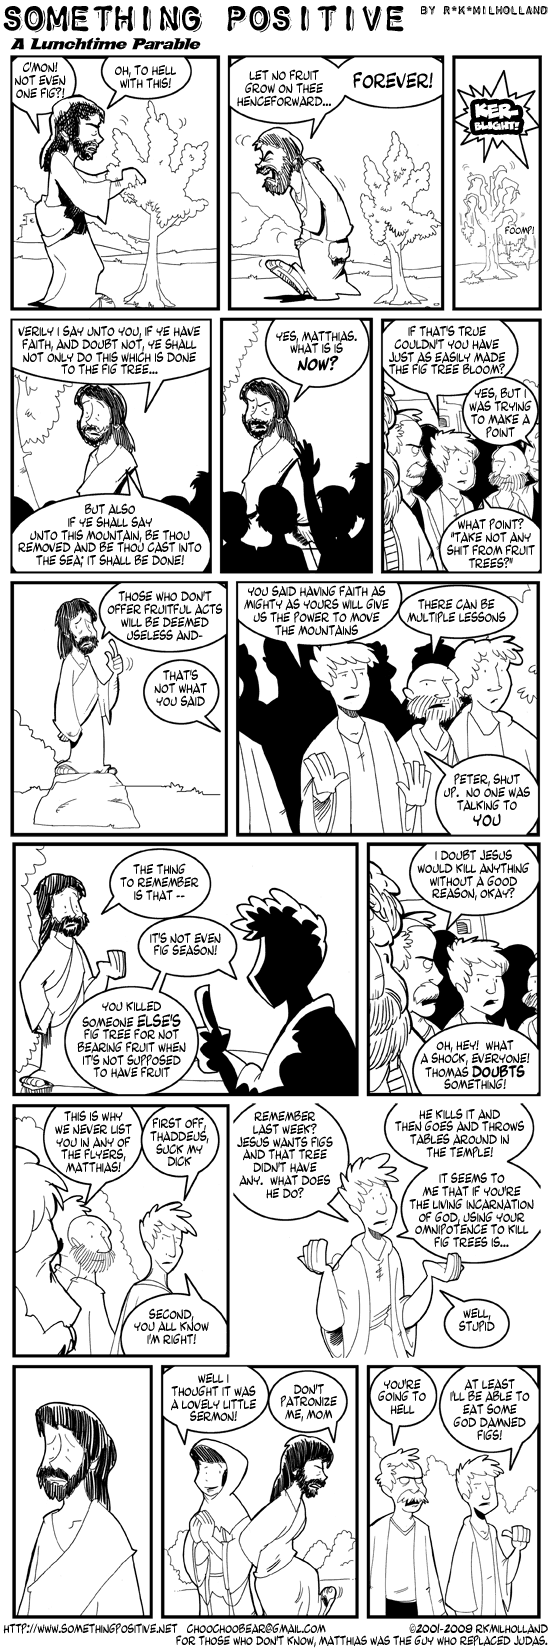 SOMETHING POSITIVE BY R*K*MILHOLLAND
A Lunchtime Parable
C'MON!
NOT EVEN
ONE FIG?!
OH, TO HELL
WITH THIS!
LET NO FRUIT
GROW ON THEE
HENCEFORWARD...
FOREVER!
KER-
BLIGHT!
FOOMP!
VERILY I SAY UNTO YOU, IF YE HAVE
FAITH, AND DOUBT NOT, YE SHALL
NOT ONLY DO THIS WHICH IS DONE
TO THE FIG TREE...
BUT ALSO
IF YE SHALL SAY
UNTO THIS MOUNTAIN, BE THOU
REMOVED AND BE THOU CAST INTO
THE SEA; IT SHALL BE DONE!
YES, MATTHIAS.
WHAT IS IS
NOW?
IF THAT'S TRUE
COULDN'T YOU HAVE
JUST AS EASILY MADE
THE FIG TREE BLOOM?
YES, BUT I
WAS TRYING
TO MAKE A
POINT
WHAT POINT?
"TAKE NOT ANY
SHIT FROM FRUIT
TREES?"
THOSE WHO DON'T
OFFER FRUITFUL ACTS
WILL BE DEEMED
USELESS AND-
THAT'S
NOT WHAT
YOU SAID
YOU SAID HAVING FAITH AS
MIGHTY AS YOURS WILL GIVE
US THE POWER TO MOVE
THE MOUNTAINS
THERE CAN BE
MULTIPLE LESSONS
PETER, SHUT
UP. NO ONE WAS
TALKING TO
YOU
THE THING
TO REMEMBER
IS THAT --
IT'S NOT EVEN
FIG SEASON!
YOU KILLED
SOMEONE ELSE'S
FIG TREE FOR NOT
BEARING FRUIT WHEN
IT'S NOT SUPPOSED
TO HAVE FRUIT
I DOUBT JESUS
WOULD KILL ANYTHING
WITHOUT A GOOD
REASON, OKAY?
OH, HEY! WHAT
A SHOCK, EVERYONE!
THOMAS DOUBTS
SOMETHING!
THIS IS WHY
WE NEVER LIST
YOU IN ANY OF
THE FLYERS,
MATTHIAS!
FIRST OFF,
THADDEUS,
SUCK MY
DICK
SECOND,
YOU ALL KNOW
I'M RIGHT!
REMEMBER
LAST WEEK?
JESUS WANTS FIGS
AND THAT TREE
DIDN'T HAVE
ANY. WHAT DOES
HE DO?
HE KILLS IT AND
THEN GOES AND THROWS
TABLES AROUND IN
THE TEMPLE!
IT SEEMS TO
ME THAT IF YOU'RE
THE LIVING INCARNATION
OF GOD, USING YOUR
OMNIPOTENCE TO KILL
FIG TREES IS...
WELL,
STUPID
WELL I
THOUGHT IT WAS
A LOVELY LITTLE
SERMON!
DON'T
PATRONIZE
ME, MOM
YOU'RE
GOING TO
HELL
AT LEAST
I'LL BE ABLE TO
EAT SOME
GOD DAMNED
FIGS!
HTTP://WWW.SOMETHINGPOSITIVE.NET CHOOCHOOBEAR@GMAIL.COM ©2001-2009 RKMILHOLLAND
FOR THOSE WHO DON'T KNOW, MATTHIAS WAS THE GUY WHO REPLACED JUDAS.